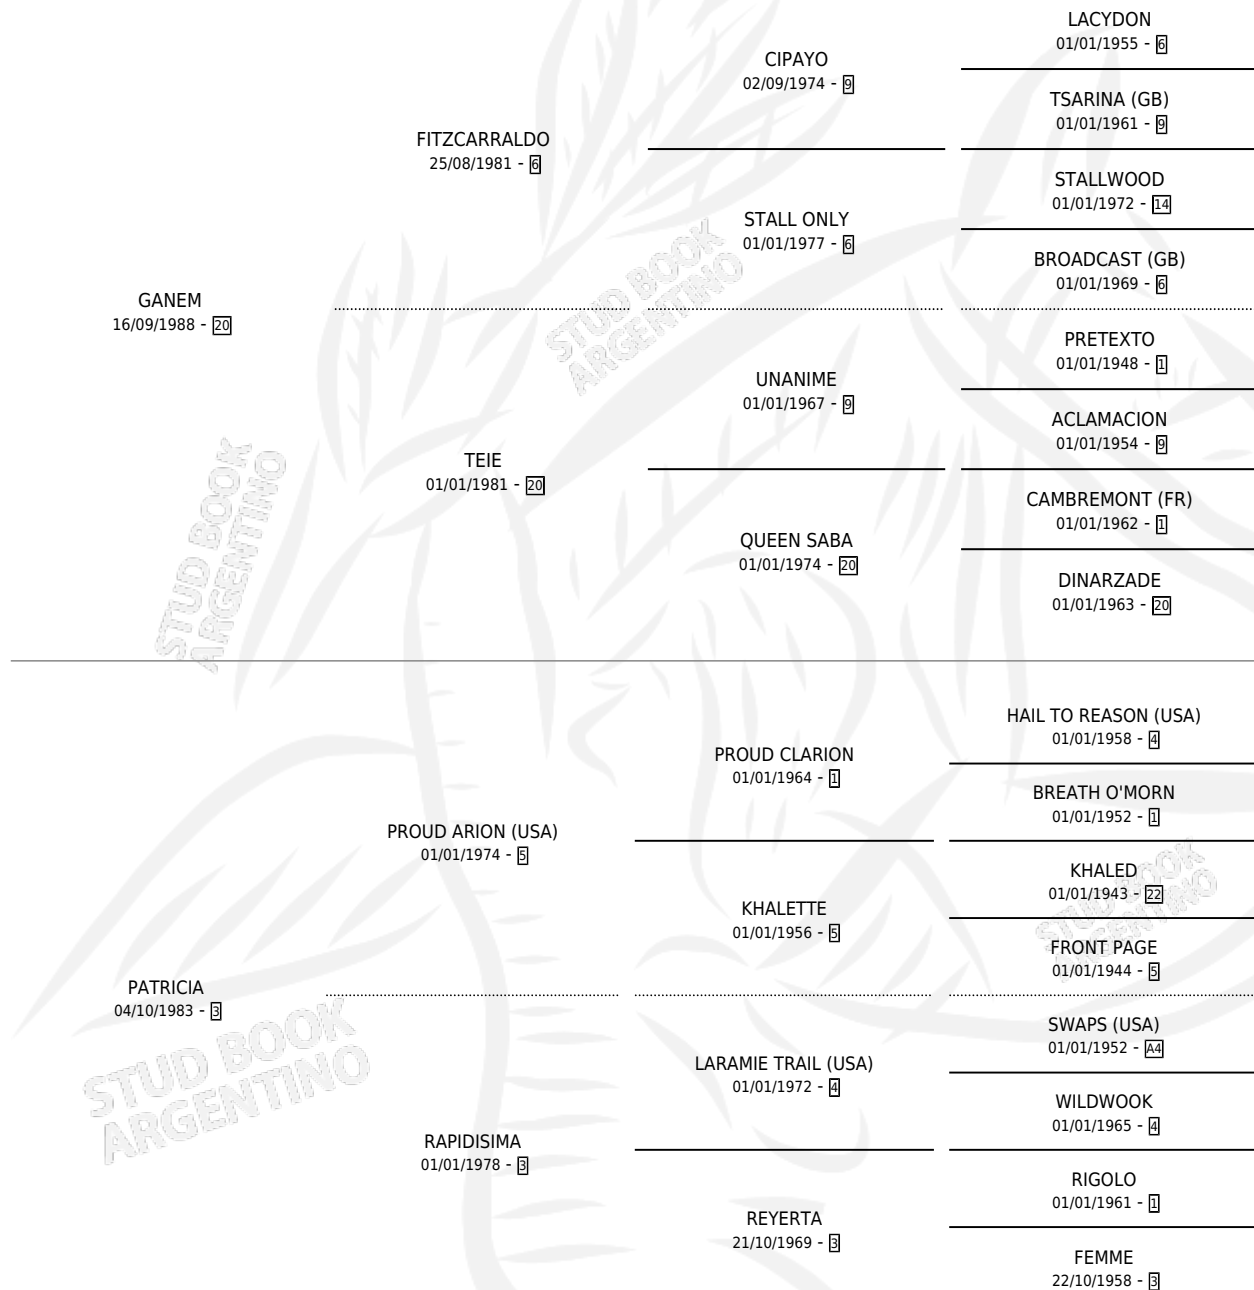 LACYDON
01/01/1955 - 6
CIPAYO
02/09/1974 - 9
TSARINA (GB)
01/01/1961 - 9
FITZCARRALDO
25/08/1981 - 6
STALLWOOD
01/01/1972 - 14
STALL ONLY
01/01/1977 - 6
BROADCAST (GB)
01/01/1969 - 6
GANEM
16/09/1988 - 20
PRETEXTO
01/01/1948 - 1
UNANIME
01/01/1967 - 9
ACLAMACION
01/01/1954 - 9
TEIE
01/01/1981 - 20
CAMBREMONT (FR)
01/01/1962 - 1
QUEEN SABA
01/01/1974 - 20
DINARZADE
01/01/1963 - 20
HAIL TO REASON (USA)
01/01/1958 - 4
PROUD CLARION
01/01/1964 - 1
BREATH O'MORN
01/01/1952 - 1
PROUD ARION (USA)
01/01/1974 - 5
KHALED
01/01/1943 - 22
KHALETTE
01/01/1956 - 5
FRONT PAGE
01/01/1944 - 5
PATRICIA
04/10/1983 - 3
SWAPS (USA)
01/01/1952 - A4
LARAMIE TRAIL (USA)
01/01/1972 - 4
WILDWOOK
01/01/1965 - 4
RAPIDISIMA
01/01/1978 - 3
RIGOLO
01/01/1961 - 1
REYERTA
21/10/1969 - 3
FEMME
22/10/1958 - 3
STUD BOOK
ARGENTINO
STUD BOOK
ARGENTINO
STUD BOOK
ARGENTINO
STUD BOOK
ARGENTINO